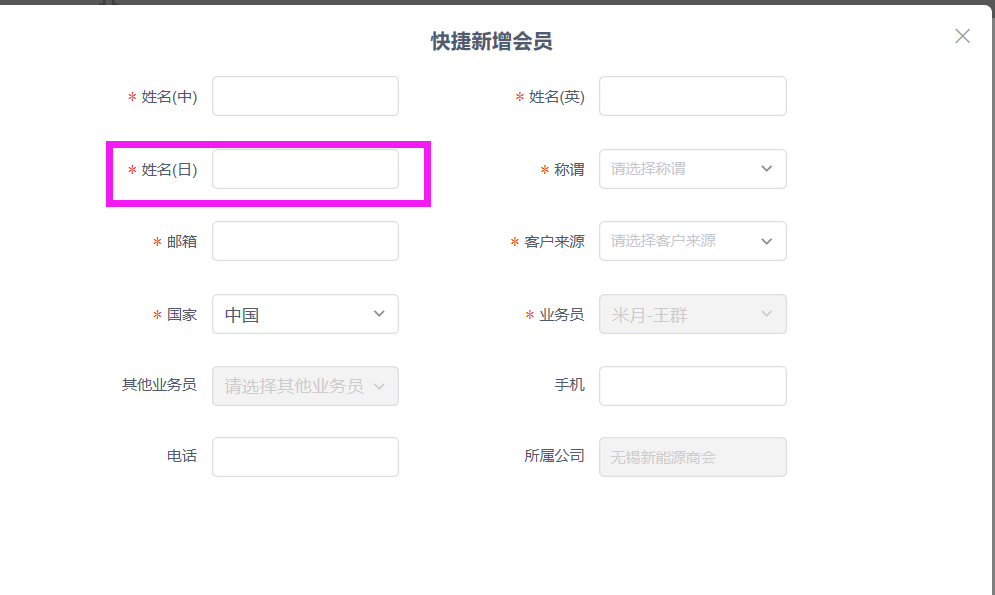 快捷新增会员
* 姓名(中)
* 姓名(英)
* 姓名(日)
* 称谓 请选择称谓
* 邮箱
* 客户来源 请选择客户来源
* 国家 中国
* 业务员 米月-王群
其他业务员 请选择其他业务员
手机
电话
所属公司 无锡新能源商会